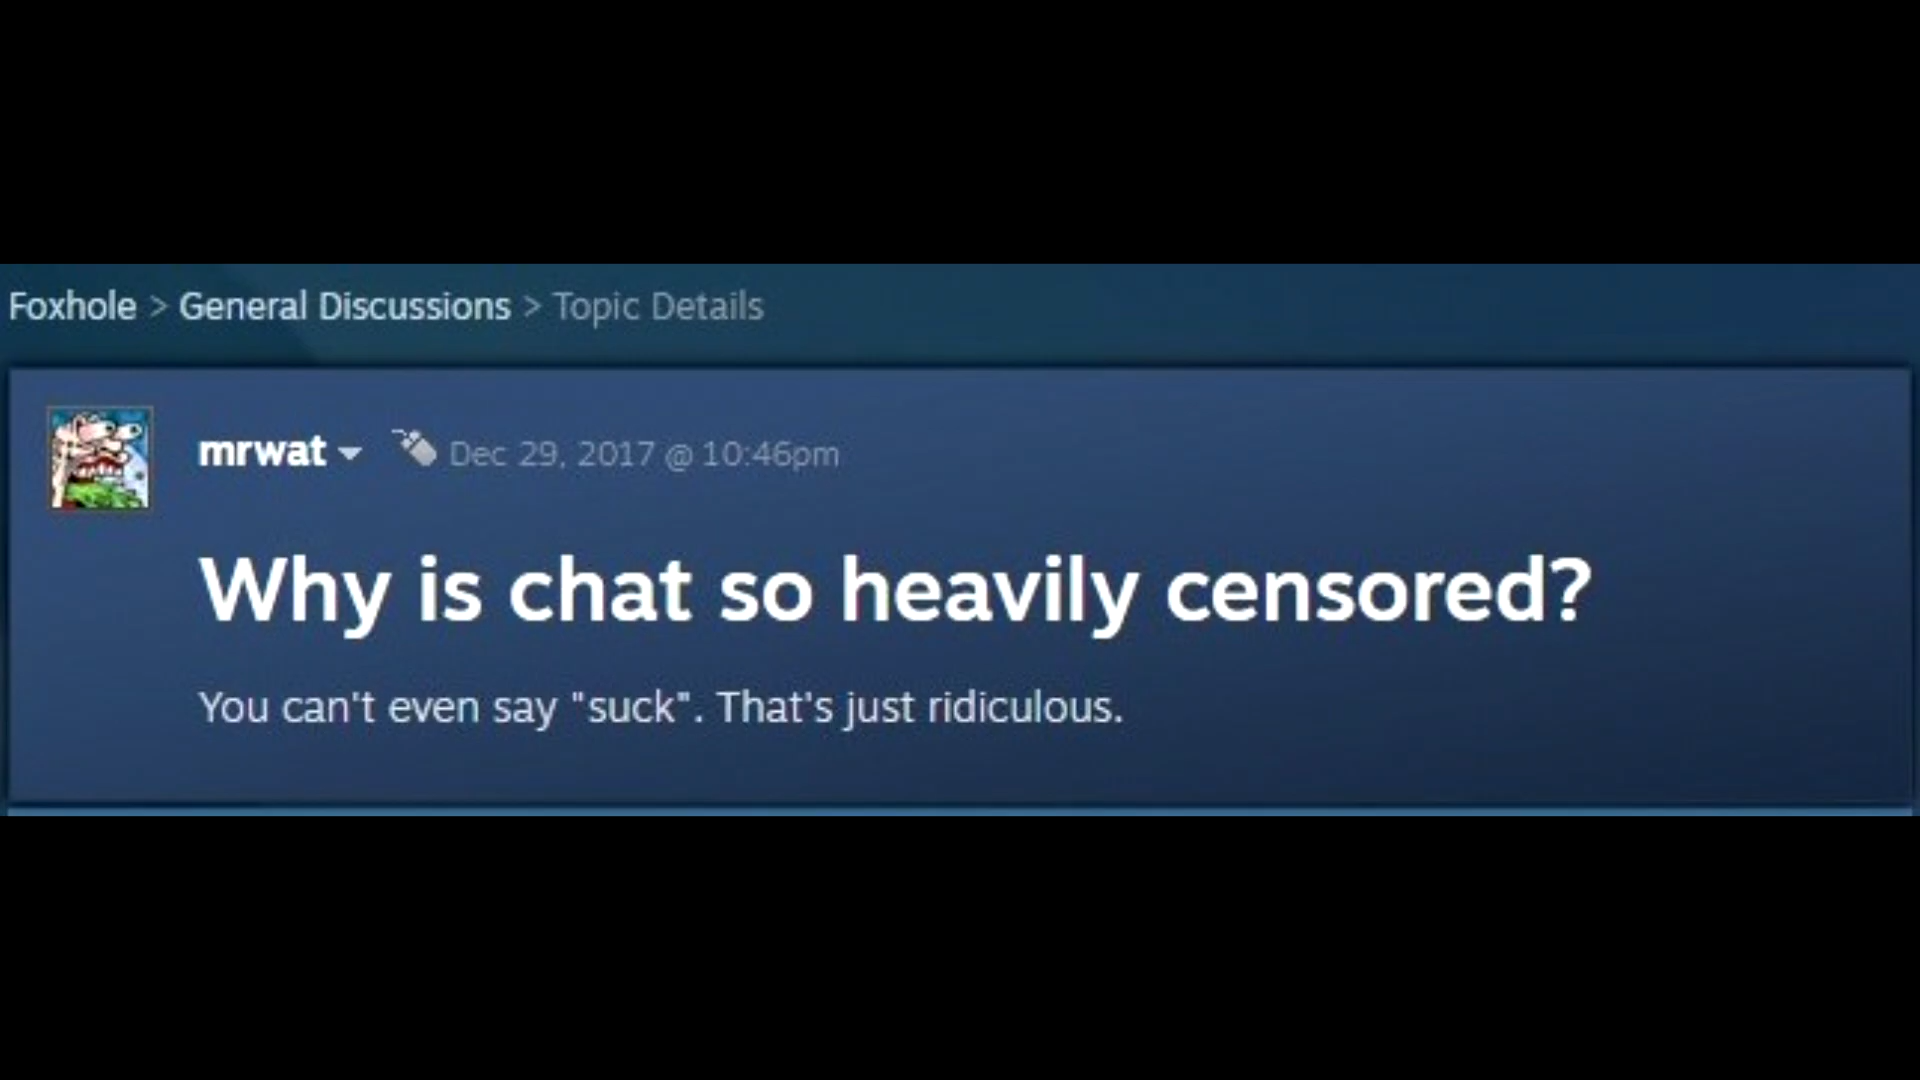 Foxhole > General Discussions > Topic Details
mrwat Dec 29, 2017 @ 10:46pm
Why is chat so heavily censored?
You can't even say "suck". That's just ridiculous.